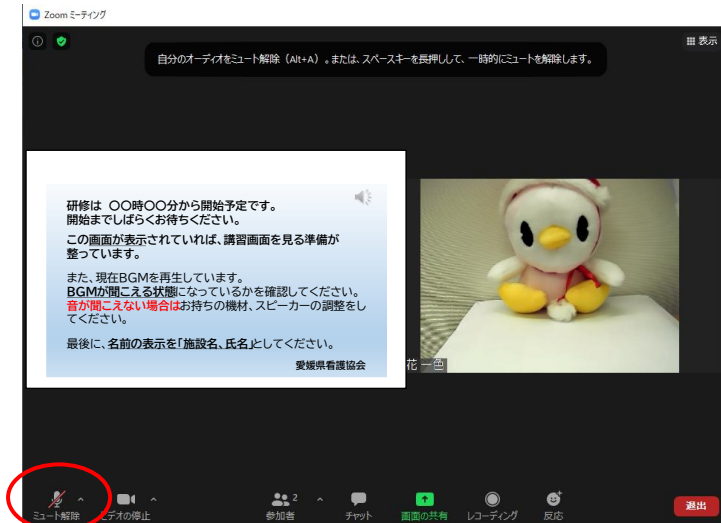 Zoom ミーティング
自分のオーディオをミュート解除（Alt+A）。または、スペースキーを長押しして、一時的にミュートを解除します。
表示
研修は 〇〇時〇〇分から開始予定です。
開始までしばらくお待ちください。
この画面が表示されていれば、講習画面を見る準備が
整っています。
また、現在BGMを再生しています。
BGMが聞こえる状態になっているかを確認してください。
音が聞こえない場合はお持ちの機材、スピーカーの調整をし
てください。
最後に、名前の表示を「施設名、氏名」としてください。
愛媛県看護協会
花 一色
2
ミュート解除
ビデオの停止
参加者
チャット
画面の共有
レコーディング
反応
退出